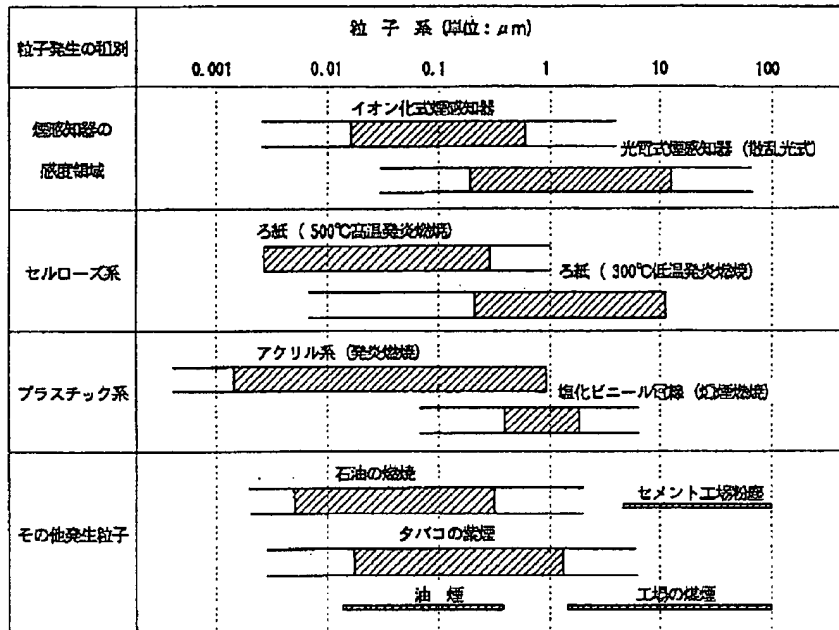 粒子発生の種別
粒子系 (単位：μm)
0.001 0.01 0.1 1 10 100
煙感知器の
感度領域
イオン化式煙感知器
光電式煙感知器 (散乱光式)
セルローズ系
ろ紙 ( 500℃高温発炎燃焼)
ろ紙 ( 300℃低温発炎燃焼)
プラスチック系
アクリル系 (発炎燃焼)
塩化ビニール電線 (燻煙燃焼)
その他発生粒子
石油の燃焼
セメント工場粉塵
タバコの紫煙
油煙
工場の煤煙